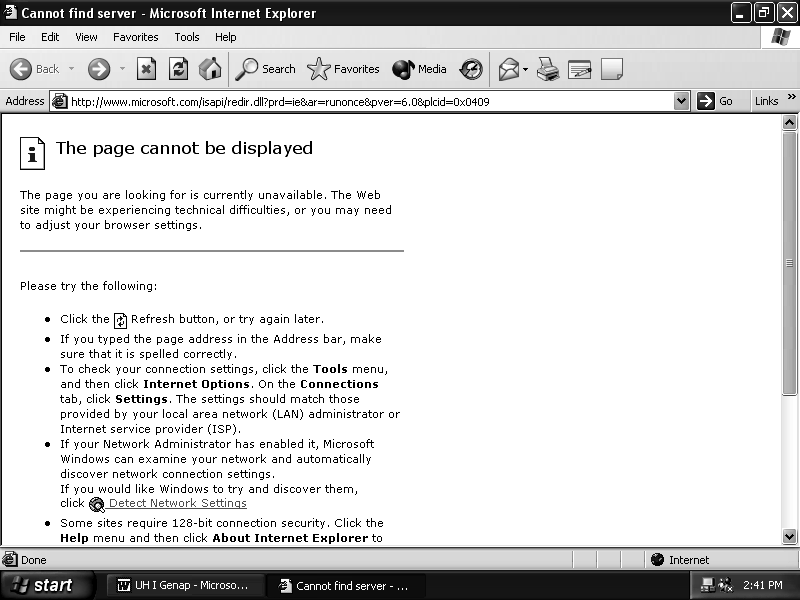 Cannot find server - Microsoft Internet Explorer
File Edit View Favorites Tools Help
Back Search Favorites Media
Address http://www.microsoft.com/isapi/redir.dll?prd=ie&ar=runonce&pver=6.0&plcid=0x0409 Go Links »
The page cannot be displayed
The page you are looking for is currently unavailable. The Web
site might be experiencing technical difficulties, or you may need
to adjust your browser settings.
Please try the following:
• Click the Refresh button, or try again later.
• If you typed the page address in the Address bar, make
sure that it is spelled correctly.
• To check your connection settings, click the Tools menu,
and then click Internet Options. On the Connections
tab, click Settings. The settings should match those
provided by your local area network (LAN) administrator or
Internet service provider (ISP).
• If your Network Administrator has enabled it, Microsoft
Windows can examine your network and automatically
discover network connection settings.
If you would like Windows to try and discover them,
click Detect Network Settings
• Some sites require 128-bit connection security. Click the
Help menu and then click About Internet Explorer to
Done Internet
start UH I Genap - Microso... Cannot find server - ... 2:41 PM